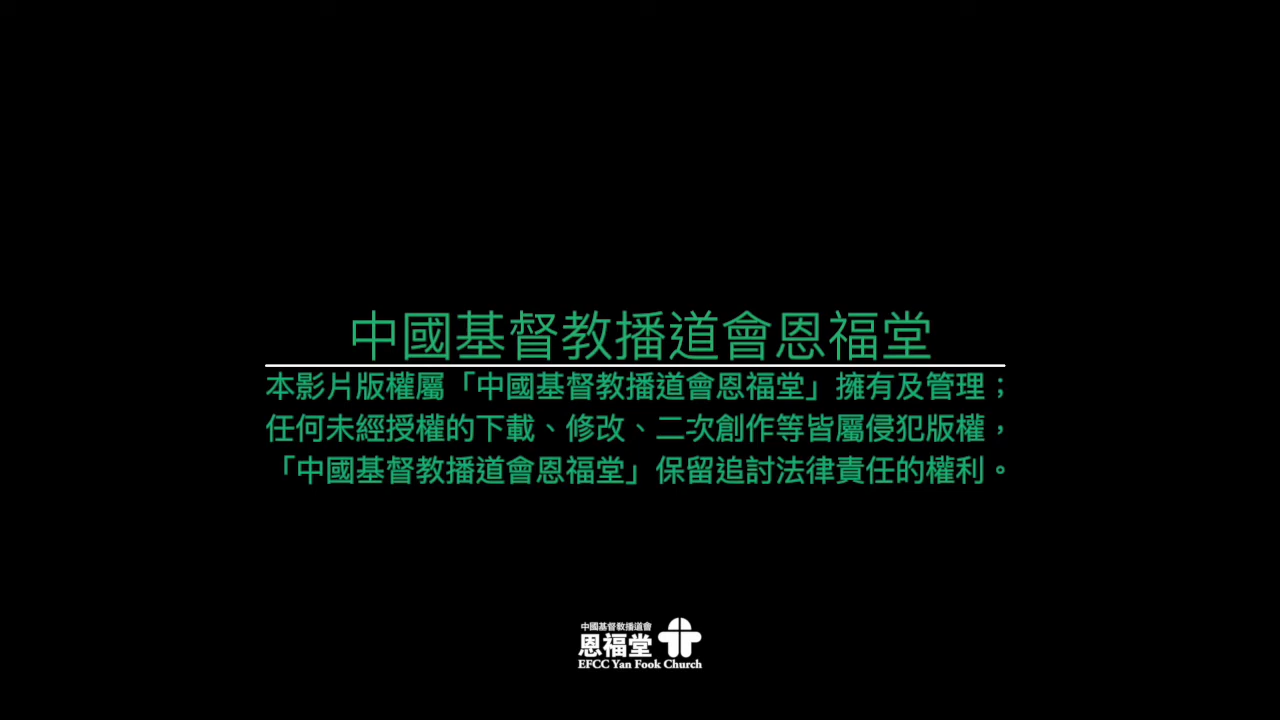 中國基督教播道會恩福堂
本影片版權屬「中國基督教播道會恩福堂」擁有及管理；
任何未經授權的下載、修改、二次創作等皆屬侵犯版權，
「中國基督教播道會恩福堂」保留追討法律責任的權利。
中國基督教播道會
恩福堂
EFCC Yan Fook Church